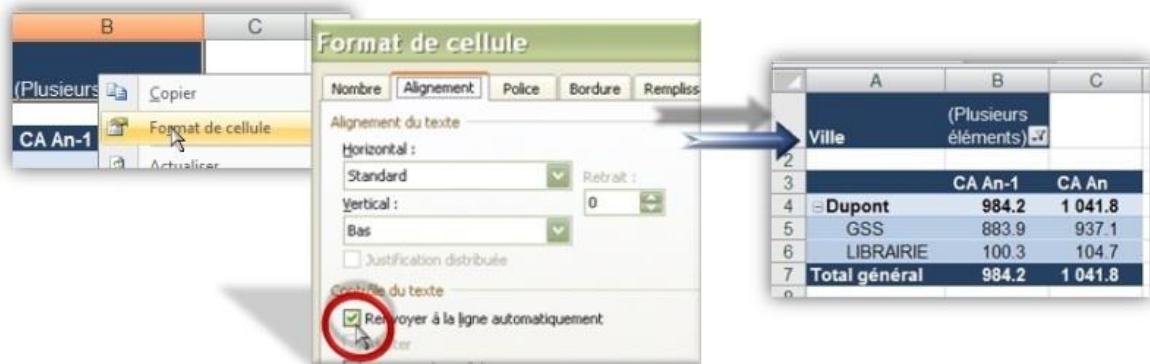 B C
(Plusieurs
Copier
Format de cellule
CA An-1
Actualiser
Format de cellule
Nombre Alignement Police Bordure Rempliss
Alignement du texte
Horizontal :
Standard
Retrait :
Vertical :
0
Bas
Justification distribuée
Contrôle du texte
Renvoyer à la ligne automatiquement
A B C
(Plusieurs
Ville éléments)
2
3 CA An-1 CA An
4 Dupont 984.2 1 041.8
5 GSS 883.9 937.1
6 LIBRAIRIE 100.3 104.7
7 Total général 984.2 1 041.8